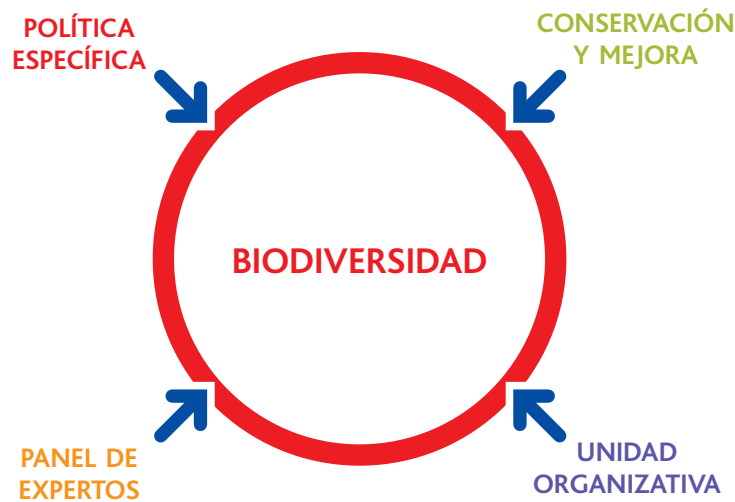 POLÍTICA
ESPECÍFICA
CONSERVACIÓN
Y MEJORA
BIODIVERSIDAD
PANEL DE
EXPERTOS
UNIDAD
ORGANIZATIVA